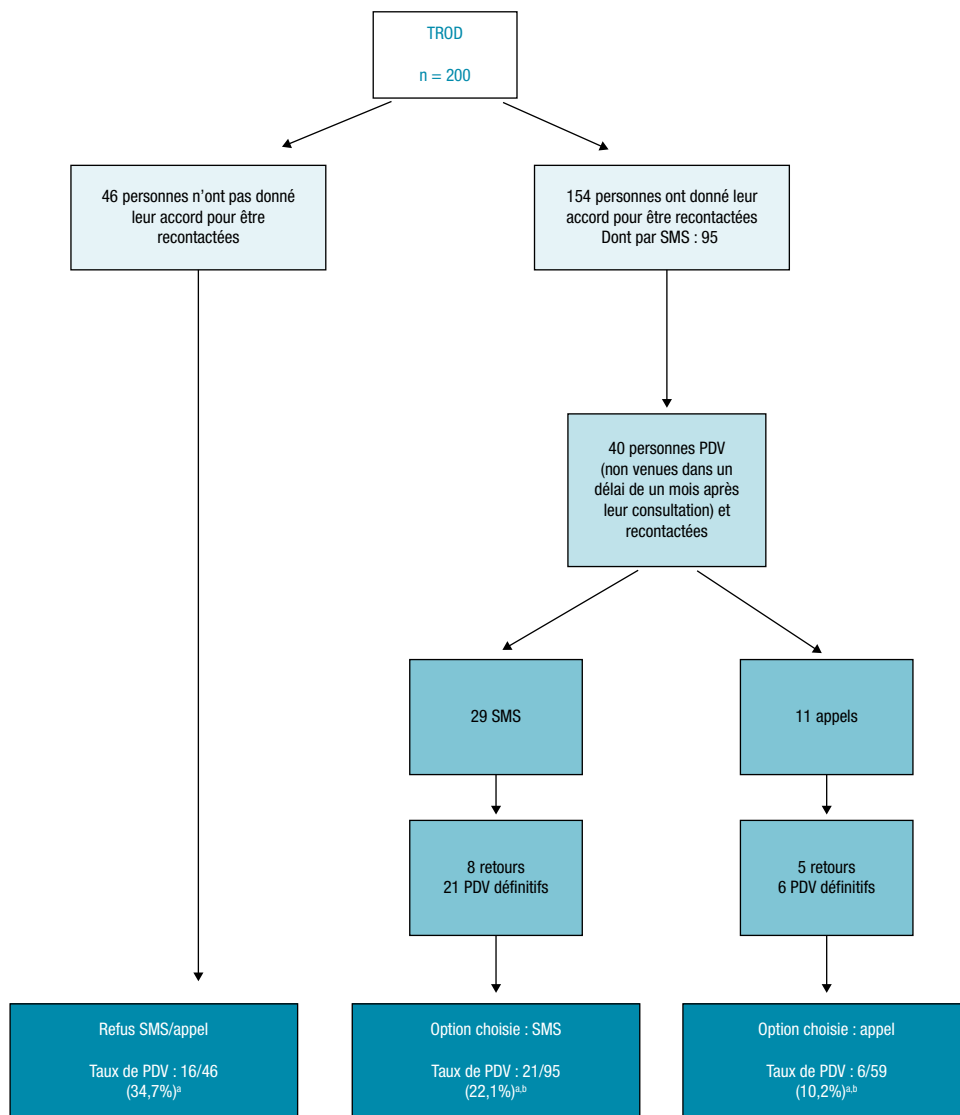 TROD
n = 200
46 personnes n’ont pas donné
leur accord pour être
recontactées
154 personnes ont donné leur
accord pour être recontactées
Dont par SMS : 95
40 personnes PDV
(non venues dans un
délai de un mois après
leur consultation) et
recontactées
29 SMS
11 appels
8 retours
21 PDV définitifs
5 retours
6 PDV définitifs
Refus SMS/appel
Taux de PDV : 16/46
(34,7%)ᵃ
Option choisie : SMS
Taux de PDV : 21/95
(22,1%)ᵃ,ᵇ
Option choisie : appel
Taux de PDV : 6/59
(10,2%)ᵃ,ᵇ